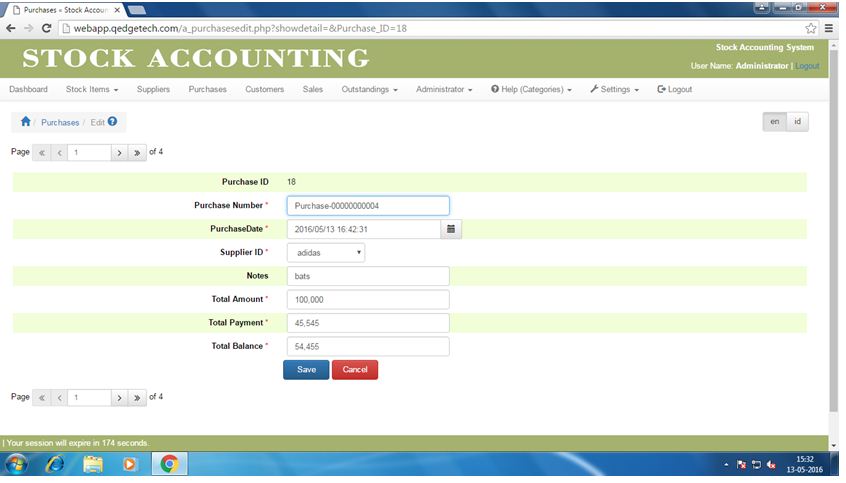 Purchases « Stock Accoun
webapp.qedgetech.com/a_purchasesedit.php?showdetail=&Purchase_ID=18
STOCK ACCOUNTING
Stock Accounting System
User Name: Administrator | Logout
Dashboard Stock Items Suppliers Purchases Customers Sales Outstandings Administrator Help (Categories) Settings Logout
/ Purchases / Edit
en id
Page 1 of 4
Purchase ID 18
Purchase Number * Purchase-00000000004
PurchaseDate * 2016/05/13 16:42:31
Supplier ID * adidas
Notes bats
Total Amount * 100,000
Total Payment * 45,545
Total Balance * 54,455
Save Cancel
Page 1 of 4
| Your session will expire in 174 seconds.
15:32
13-05-2016